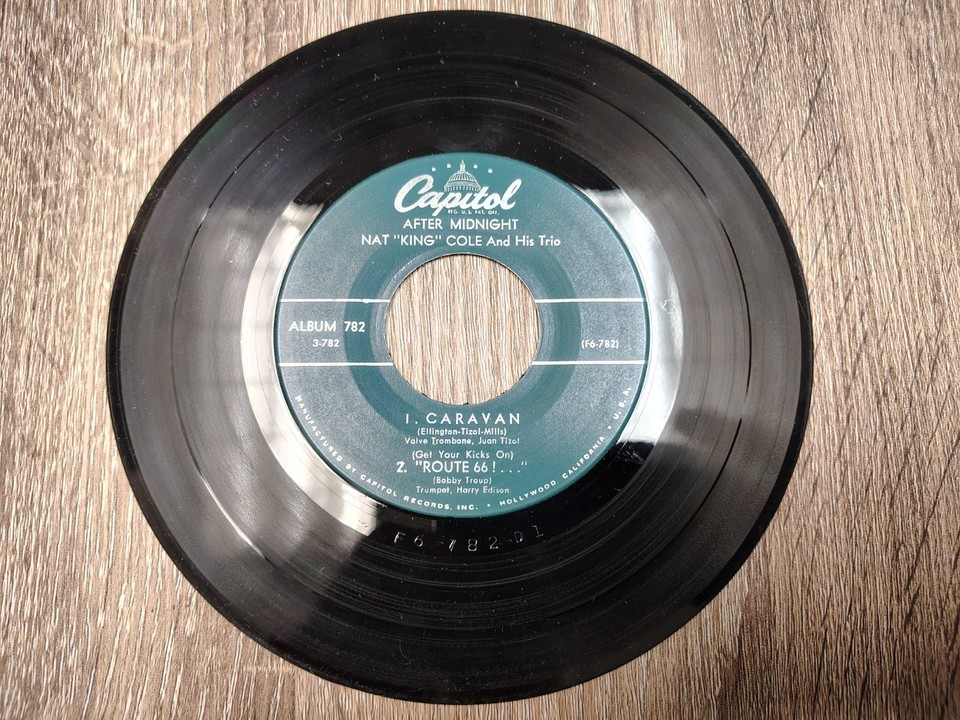 Capitol
REG. U.S. PAT. OFF.
AFTER MIDNIGHT
NAT "KING" COLE And His Trio
ALBUM 782
3-782
(F6-782)
1. CARAVAN
(Ellington-Tizol-Mills)
Valve Trombone, Juan Tizol
(Get Your Kicks On)
2. "ROUTE 66! . . ."
(Bobby Troup)
Trumpet, Harry Edison
MANUFACTURED BY CAPITOL RECORDS, INC. • HOLLYWOOD CALIFORNIA • U.S.A.
F6-782 D1